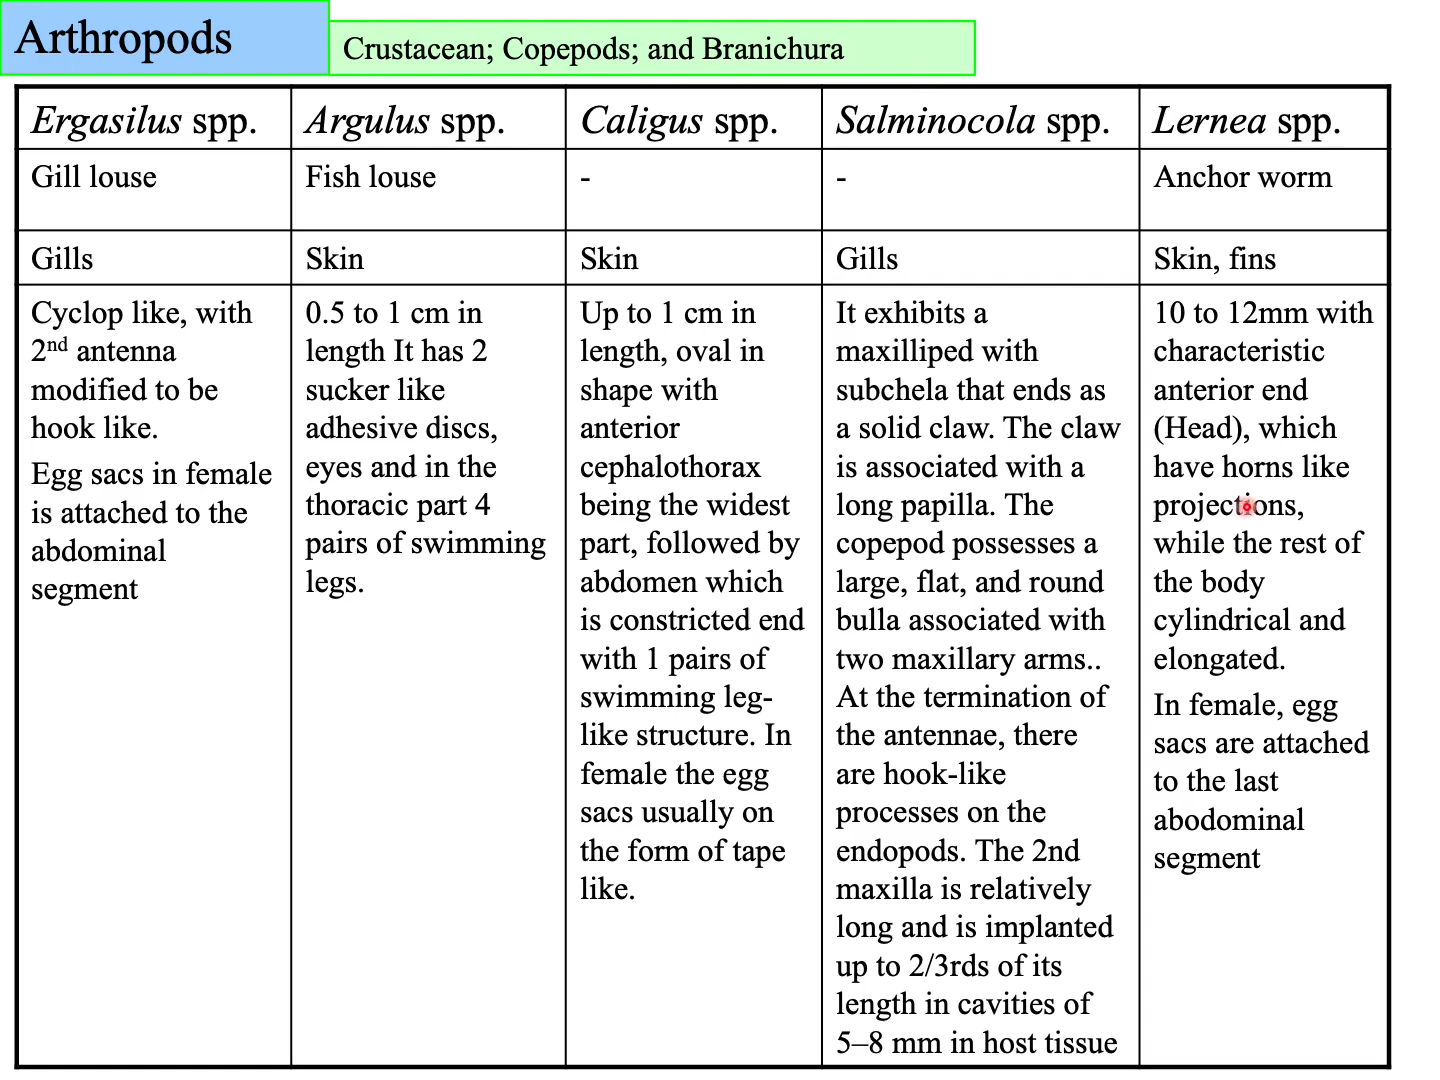 Arthropods
Crustacean; Copepods; and Branichura
Ergasilus spp.
Argulus spp.
Caligus spp.
Salminocola spp.
Lernea spp.
Gill louse
Fish louse
-
-
Anchor worm
Gills
Skin
Skin
Gills
Skin, fins
Cyclop like, with
2nd antenna
modified to be
hook like.
Egg sacs in female
is attached to the
abdominal
segment
0.5 to 1 cm in
length It has 2
sucker like
adhesive discs,
eyes and in the
thoracic part 4
pairs of swimming
legs.
Up to 1 cm in
length, oval in
shape with
anterior
cephalothorax
being the widest
part, followed by
abdomen which
is constricted end
with 1 pairs of
swimming leg-
like structure. In
female the egg
sacs usually on
the form of tape
like.
It exhibits a
maxilliped with
subchela that ends as
a solid claw. The claw
is associated with a
long papilla. The
copepod possesses a
large, flat, and round
bulla associated with
two maxillary arms..
At the termination of
the antennae, there
are hook-like
processes on the
endopods. The 2nd
maxilla is relatively
long and is implanted
up to 2/3rds of its
length in cavities of
5–8 mm in host tissue
10 to 12mm with
characteristic
anterior end
(Head), which
have horns like
projections,
while the rest of
the body
cylindrical and
elongated.
In female, egg
sacs are attached
to the last
abodominal
segment